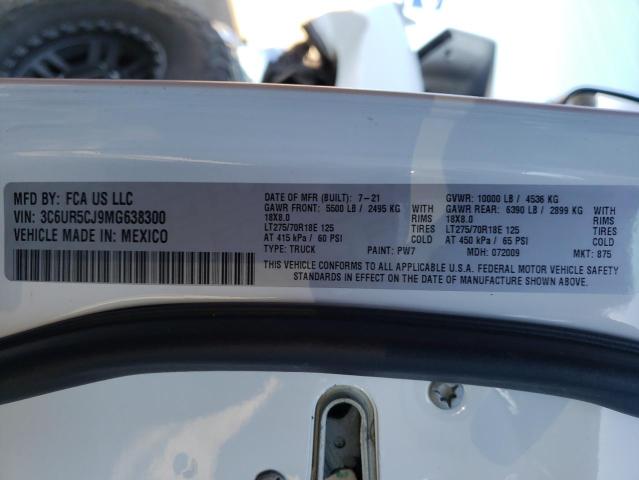 MFD BY: FCA US LLC
VIN: 3C6UR5CJ9MG638300
VEHICLE MADE IN: MEXICO
DATE OF MFR (BUILT): 7-21 GVWR: 10000 LB / 4536 KG
GAWR FRONT: 5500 LB / 2495 KG WITH GAWR REAR: 6390 LB / 2899 KG WITH
18X8.0 RIMS 18X8.0 RIMS
LT275/70R18E 125 TIRES LT275/70R18E 125 TIRES
AT 415 kPa / 60 PSI COLD AT 450 kPa / 65 PSI COLD
TYPE: TRUCK PAINT: PW7 MDH: 072009 MKT: 875
THIS VEHICLE CONFORMS TO ALL APPLICABLE U.S.A. FEDERAL MOTOR VEHICLE SAFETY
STANDARDS IN EFFECT ON THE DATE OF MANUFACTURE SHOWN ABOVE.